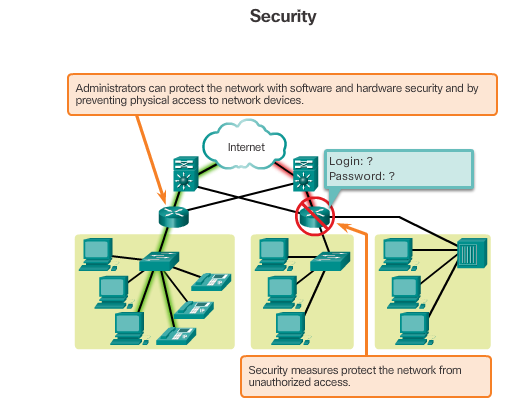 Security
Administrators can protect the network with software and hardware security and by
preventing physical access to network devices.
Internet
Login: ?
Password: ?
Security measures protect the network from
unauthorized access.